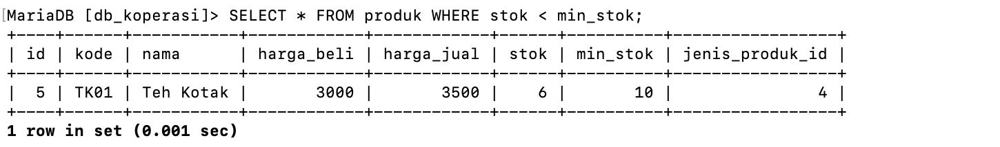 [MariaDB [db_koperasi]> SELECT * FROM produk WHERE stok < min_stok;
+----+------+-----------+------------+------------+------+----------+-----------------+
| id | kode | nama      | harga_beli | harga_jual | stok | min_stok | jenis_produk_id |
+----+------+-----------+------------+------------+------+----------+-----------------+
|  5 | TK01 | Teh Kotak |       3000 |       3500 |    6 |       10 |               4 |
+----+------+-----------+------------+------------+------+----------+-----------------+
1 row in set (0.001 sec)